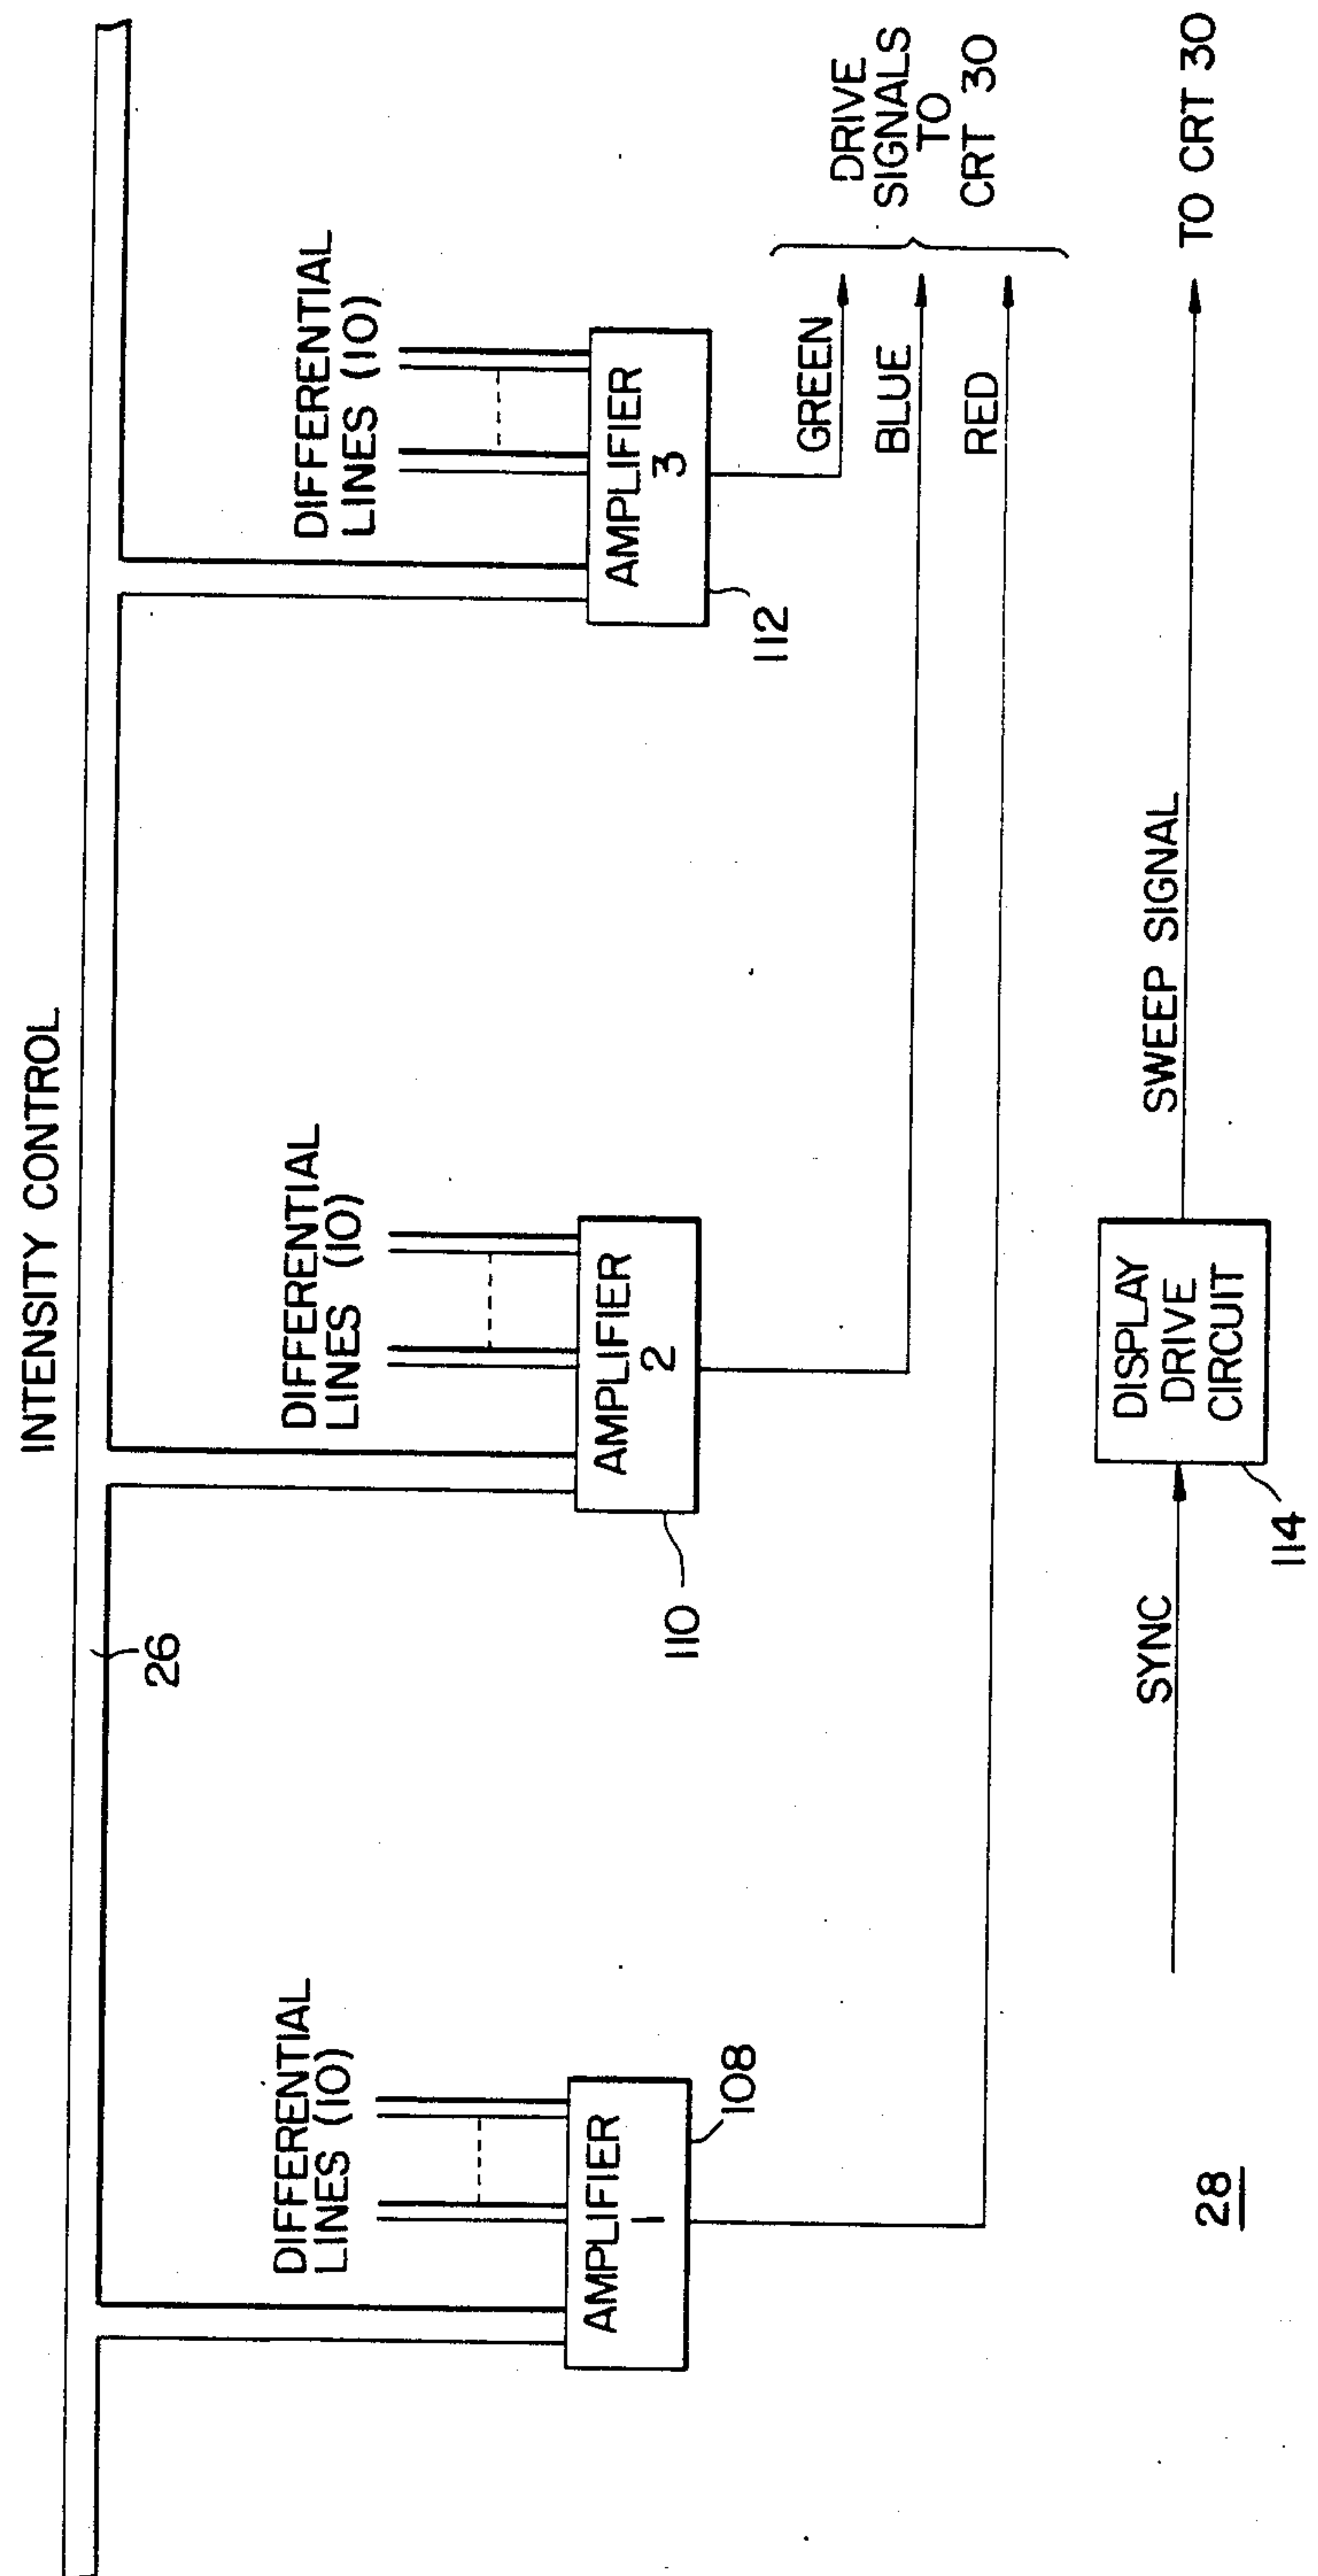 INTENSITY CONTROL
26
DIFFERENTIAL
LINES (10)
AMPLIFIER
1
108
DIFFERENTIAL
LINES (10)
AMPLIFIER
2
110
DIFFERENTIAL
LINES (10)
AMPLIFIER
3
112
GREEN
BLUE
RED
DRIVE
SIGNALS
TO
CRT 30
SYNC
DISPLAY
DRIVE
CIRCUIT
114
SWEEP SIGNAL
TO CRT 30
28